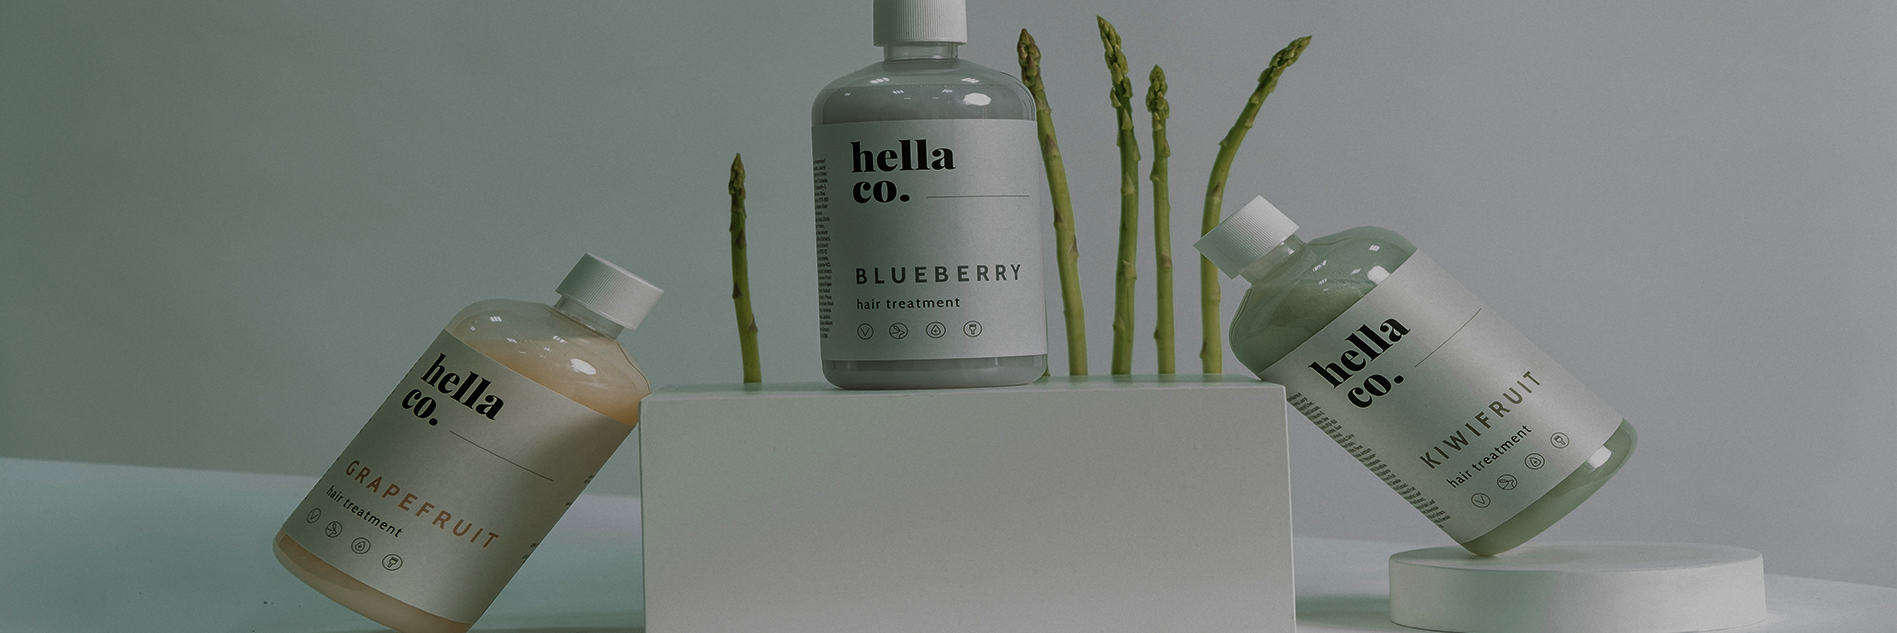 hella
co.
BLUEBERRY
hair treatment
hella
co.
GRAPEFRUIT
hair treatment
hella
co.
KIWIFRUIT
hair treatment